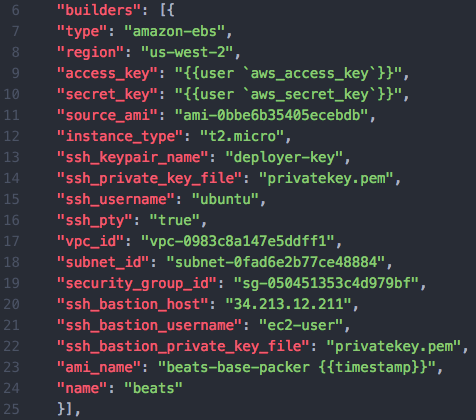 6 "builders": [{
7 "type": "amazon-ebs",
8 "region": "us-west-2",
9 "access_key": "{{user `aws_access_key`}}",
10 "secret_key": "{{user `aws_secret_key`}}",
11 "source_ami": "ami-0bbe6b35405ecebdb",
12 "instance_type": "t2.micro",
13 "ssh_keypair_name": "deployer-key",
14 "ssh_private_key_file": "privatekey.pem",
15 "ssh_username": "ubuntu",
16 "ssh_pty": "true",
17 "vpc_id": "vpc-0983c8a147e5ddff1",
18 "subnet_id": "subnet-0fad6e2b77ce48884",
19 "security_group_id": "sg-050451353c4d979bf",
20 "ssh_bastion_host": "34.213.12.211",
21 "ssh_bastion_username": "ec2-user",
22 "ssh_bastion_private_key_file": "privatekey.pem",
23 "ami_name": "beats-base-packer {{timestamp}}",
24 "name": "beats"
25 }],